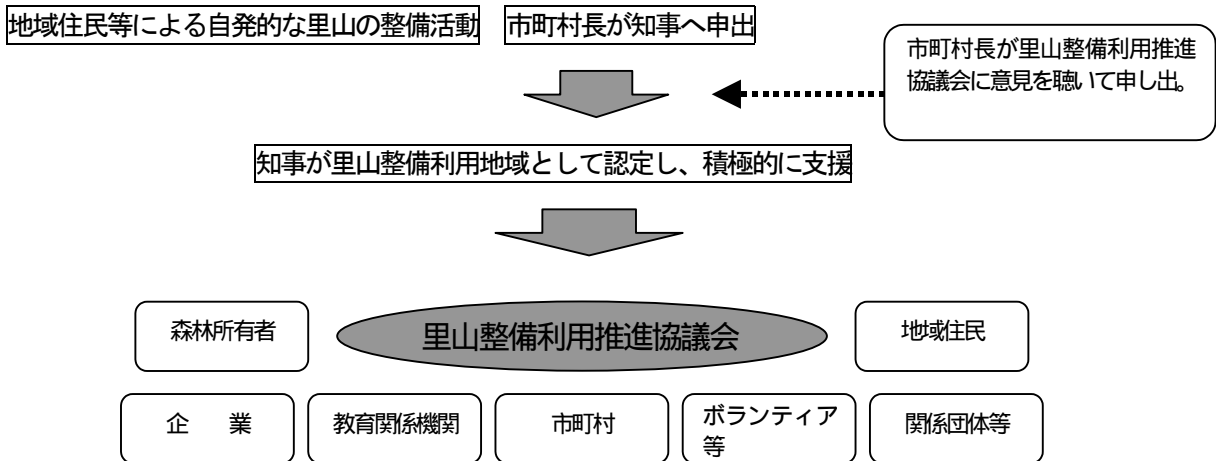 地域住民等による自発的な里山の整備活動
市町村長が知事へ申出
市町村長が里山整備利用推進
協議会に意見を聴いて申し出。
知事が里山整備利用地域として認定し、積極的に支援
森林所有者
里山整備利用推進協議会
地域住民
企　業
教育関係機関
市町村
ボランティア
等
関係団体等